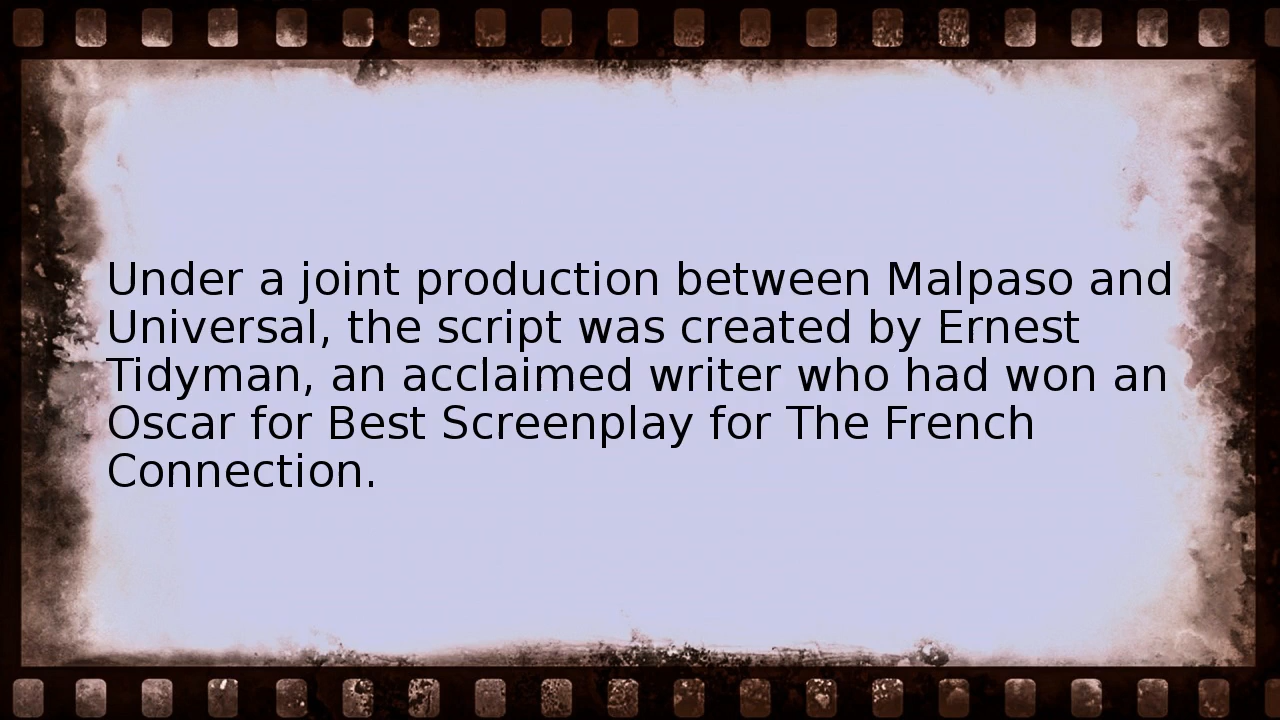 Under a joint production between Malpaso and
Universal, the script was created by Ernest
Tidyman, an acclaimed writer who had won an
Oscar for Best Screenplay for The French
Connection.